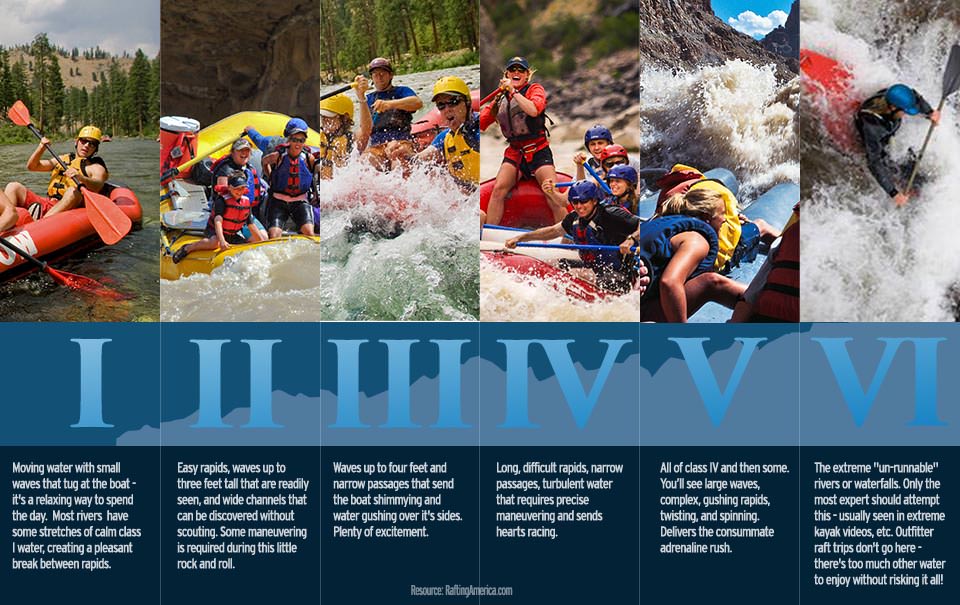 I
II
III
IV
V
VI
Moving water with small
waves that tug at the boat -
it's a relaxing way to spend
the day. Most rivers have
some stretches of calm class
I water, creating a pleasant
break between rapids.
Easy rapids, waves up to
three feet tall that are readily
seen, and wide channels that
can be discovered without
scouting. Some maneuvering
is required during this little
rock and roll.
Waves up to four feet and
narrow passages that send
the boat shimmying and
water gushing over it's sides.
Plenty of excitement.
Long, difficult rapids, narrow
passages, turbulent water
that requires precise
maneuvering and sends
hearts racing.
All of class IV and then some.
You'll see large waves,
complex, gushing rapids,
twisting, and spinning.
Delivers the consummate
adrenaline rush.
The extreme "un-runnable"
rivers or waterfalls. Only the
most expert should attempt
this - usually seen in extreme
kayak videos, etc. Outfitter
raft trips don't go here -
there's too much other water
to enjoy without risking it all!
Resource: RaftingAmerica.com